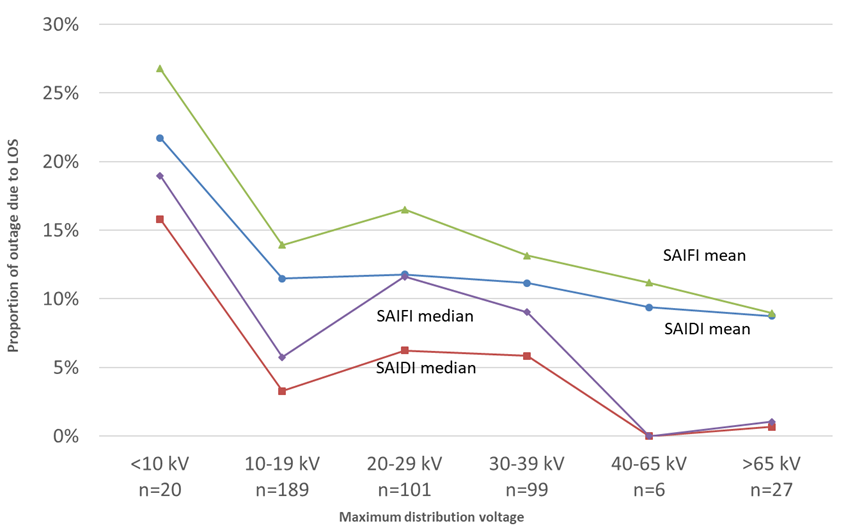 30%
25%
20%
15%
10%
5%
0%
Proportion of outage due to LOS
SAIFI mean
SAIDI mean
SAIFI median
SAIDI median
<10 kV
n=20
10-19 kV
n=189
20-29 kV
n=101
30-39 kV
n=99
40-65 kV
n=6
>65 kV
n=27
Maximum distribution voltage